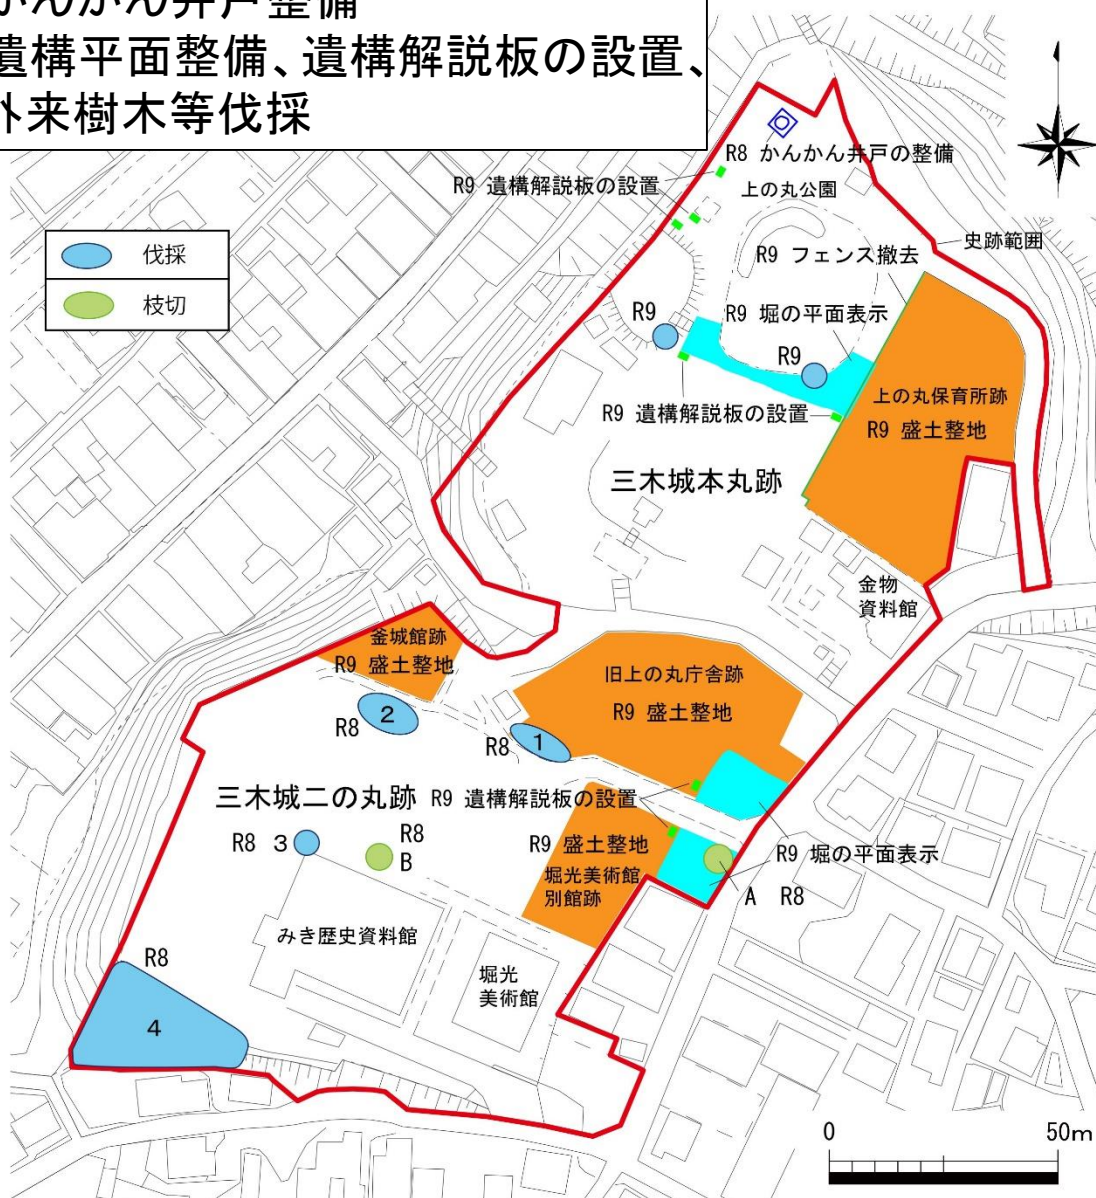 かんかん井戸整備
遺構平面整備、遺構解説板の設置、
外来樹木等伐採
伐採
枝切
R8 かんかん井戸の整備
R9 遺構解説板の設置
上の丸公園
史跡範囲
R9 フェンス撤去
R9
R9 堀の平面表示
R9
上の丸保育所跡
R9 盛土整地
R9 遺構解説板の設置
三木城本丸跡
金物
資料館
釜城館跡
R9 盛土整地
旧上の丸庁舎跡
R9 盛土整地
2
R8
R8
1
三木城二の丸跡
R9 遺構解説板の設置
R8 3
R8
B
R9 盛土整地
堀光美術館
別館跡
R9 堀の平面表示
A R8
みき歴史資料館
堀光
美術館
R8
4
0 50m